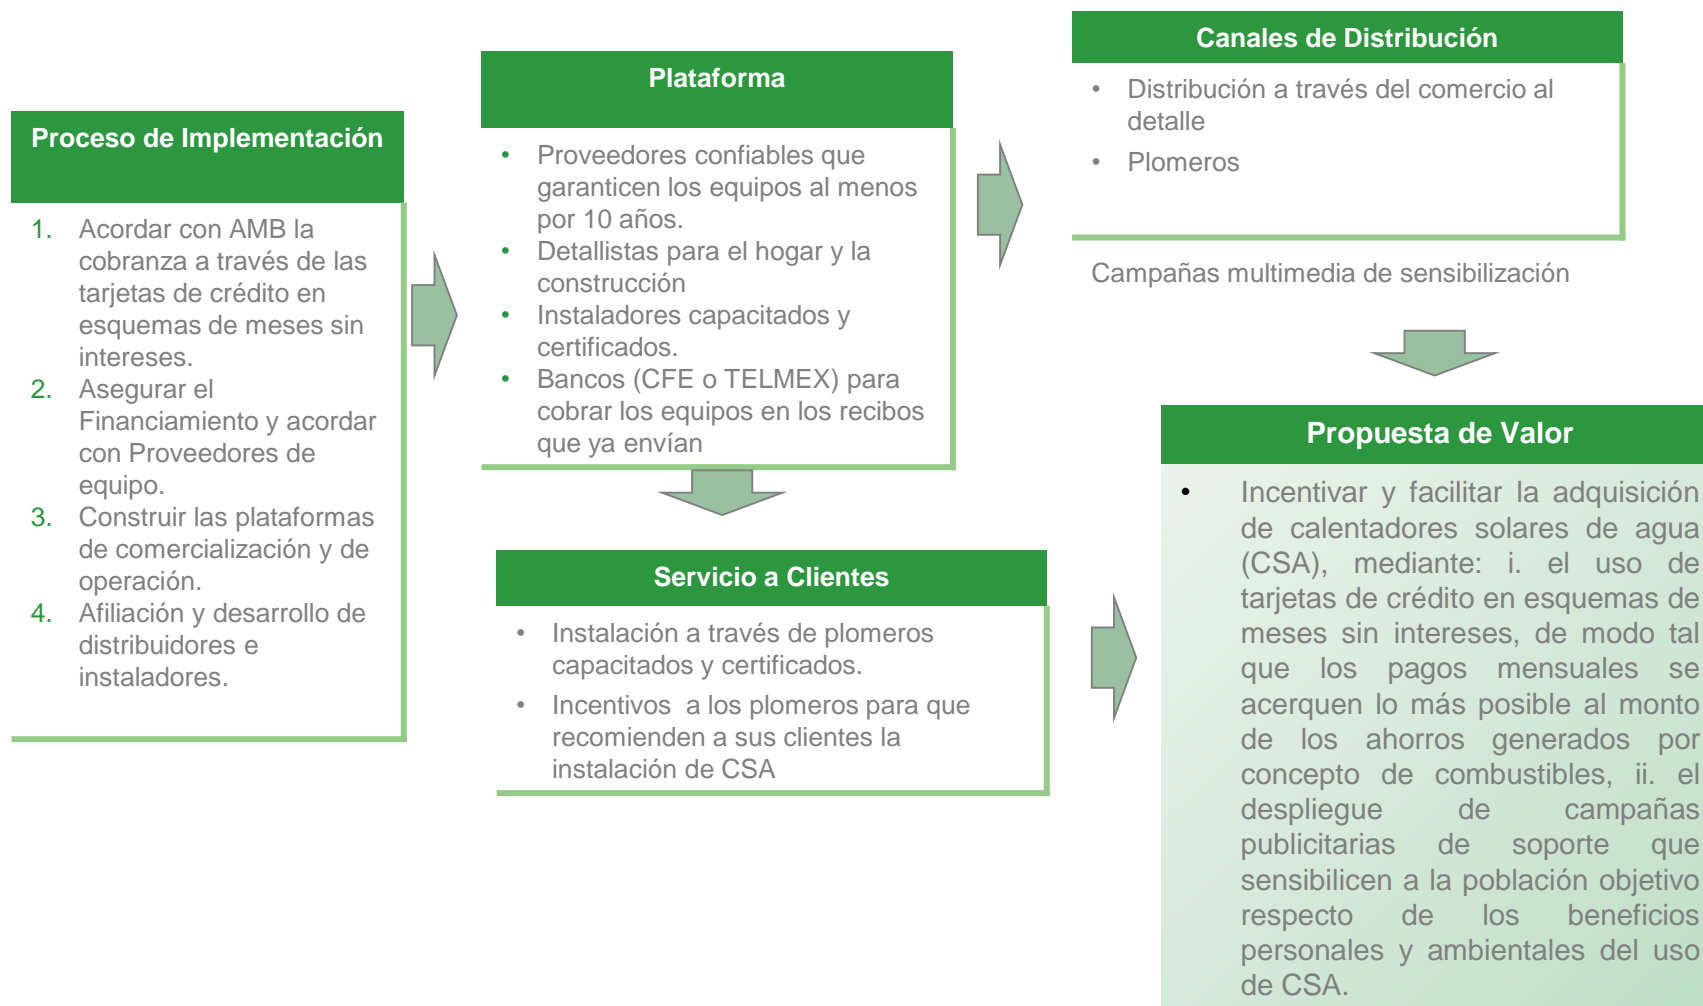 Proceso de Implementación
1. Acordar con AMB la
cobranza a través de las
tarjetas de crédito en
esquemas de meses sin
intereses.
2. Asegurar el
Financiamiento y acordar
con Proveedores de
equipo.
3. Construir las plataformas
de comercialización y de
operación.
4. Afiliación y desarrollo de
distribuidores e
instaladores.
Plataforma
• Proveedores confiables que
garanticen los equipos al menos
por 10 años.
• Detallistas para el hogar y la
construcción
• Instaladores capacitados y
certificados.
• Bancos (CFE o TELMEX) para
cobrar los equipos en los recibos
que ya envían
Canales de Distribución
• Distribución a través del comercio al
detalle
• Plomeros
Campañas multimedia de sensibilización
Servicio a Clientes
• Instalación a través de plomeros
capacitados y certificados.
• Incentivos a los plomeros para que
recomienden a sus clientes la
instalación de CSA
Propuesta de Valor
• Incentivar y facilitar la adquisición
de calentadores solares de agua
(CSA), mediante: i. el uso de
tarjetas de crédito en esquemas de
meses sin intereses, de modo tal
que los pagos mensuales se
acerquen lo más posible al monto
de los ahorros generados por
concepto de combustibles, ii. el
despliegue de campañas
publicitarias de soporte que
sensibilicen a la población objetivo
respecto de los beneficios
personales y ambientales del uso
de CSA.